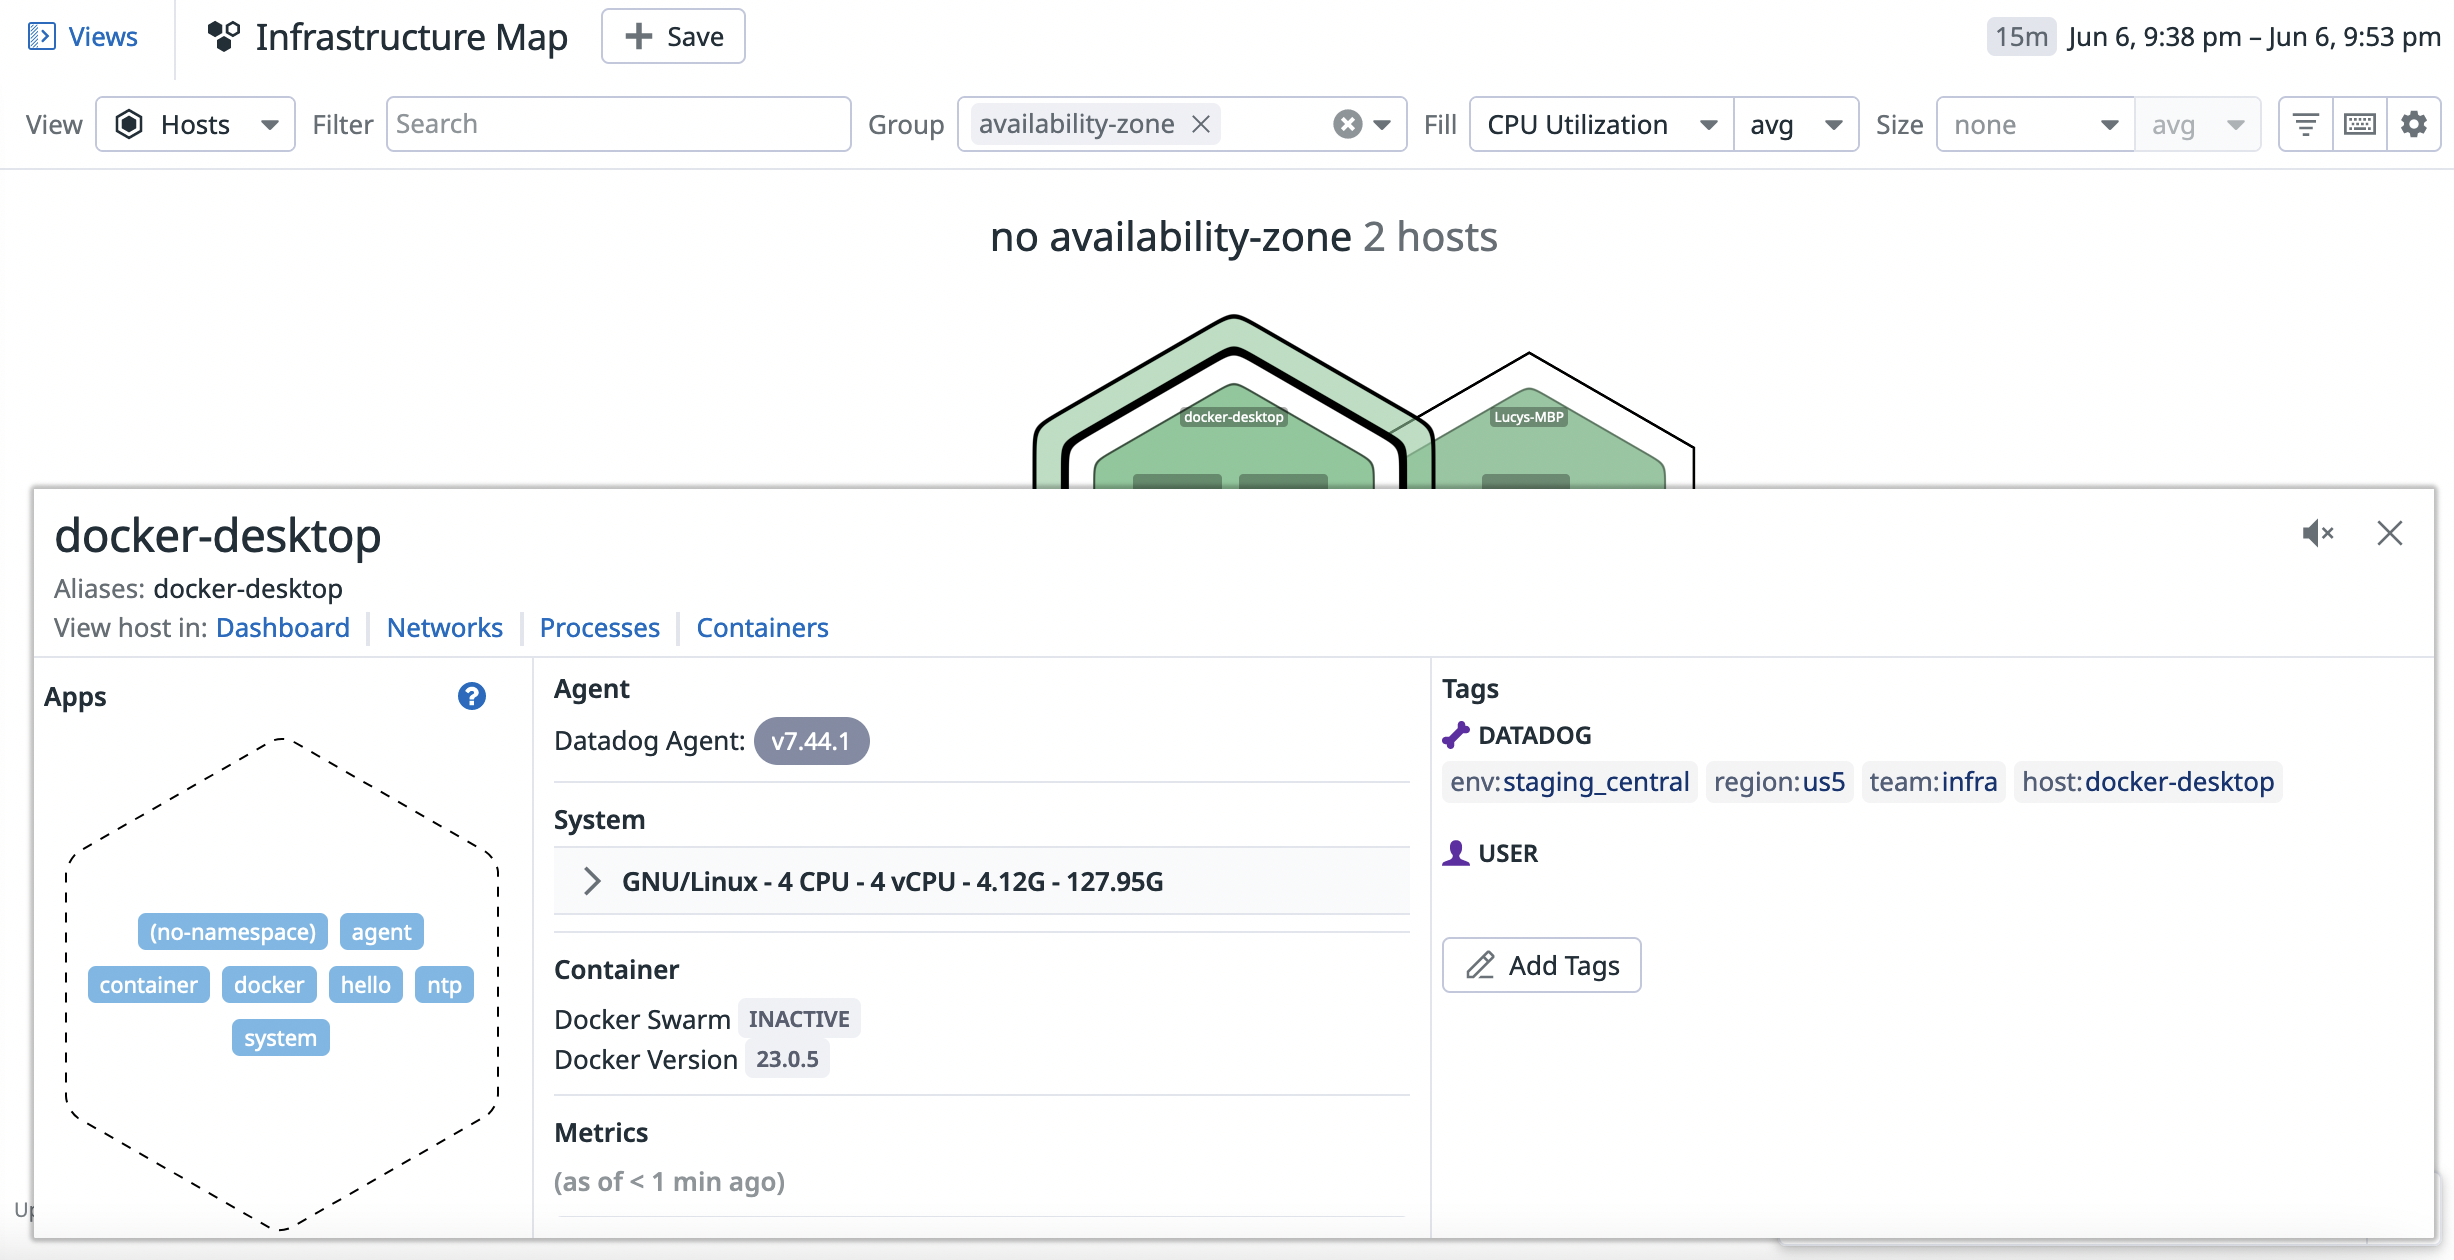 Views Infrastructure Map + Save 15m Jun 6, 9:38 pm – Jun 6, 9:53 pm
View Hosts Filter Search Group availability-zone Fill CPU Utilization avg Size none avg
no availability-zone 2 hosts
docker-desktop Lucys-MBP
docker-desktop
Aliases: docker-desktop
View host in: Dashboard Networks Processes Containers
Apps ?
(no-namespace) agent
container docker hello ntp
system
Agent
Datadog Agent: v7.44.1
System
GNU/Linux - 4 CPU - 4 vCPU - 4.12G - 127.95G
Container
Docker Swarm INACTIVE
Docker Version 23.0.5
Metrics
(as of < 1 min ago)
Tags
DATADOG
env:staging_central region:us5 team:infra host:docker-desktop
USER
Add Tags